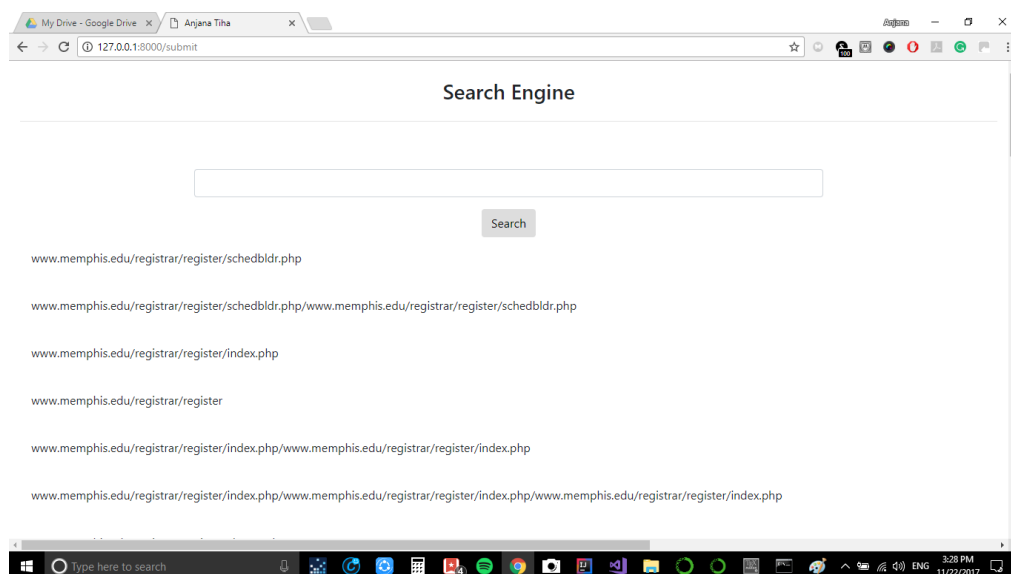 My Drive - Google Drive
Anjana Tiha
Anjana
127.0.0.1:8000/submit
100
Search Engine
Search
www.memphis.edu/registrar/register/schedbldr.php
www.memphis.edu/registrar/register/schedbldr.php/www.memphis.edu/registrar/register/schedbldr.php
www.memphis.edu/registrar/register/index.php
www.memphis.edu/registrar/register
www.memphis.edu/registrar/register/index.php/www.memphis.edu/registrar/register/index.php
www.memphis.edu/registrar/register/index.php/www.memphis.edu/registrar/register/index.php/www.memphis.edu/registrar/register/index.php
Type here to search
4
ENG
3:28 PM
11/22/2017